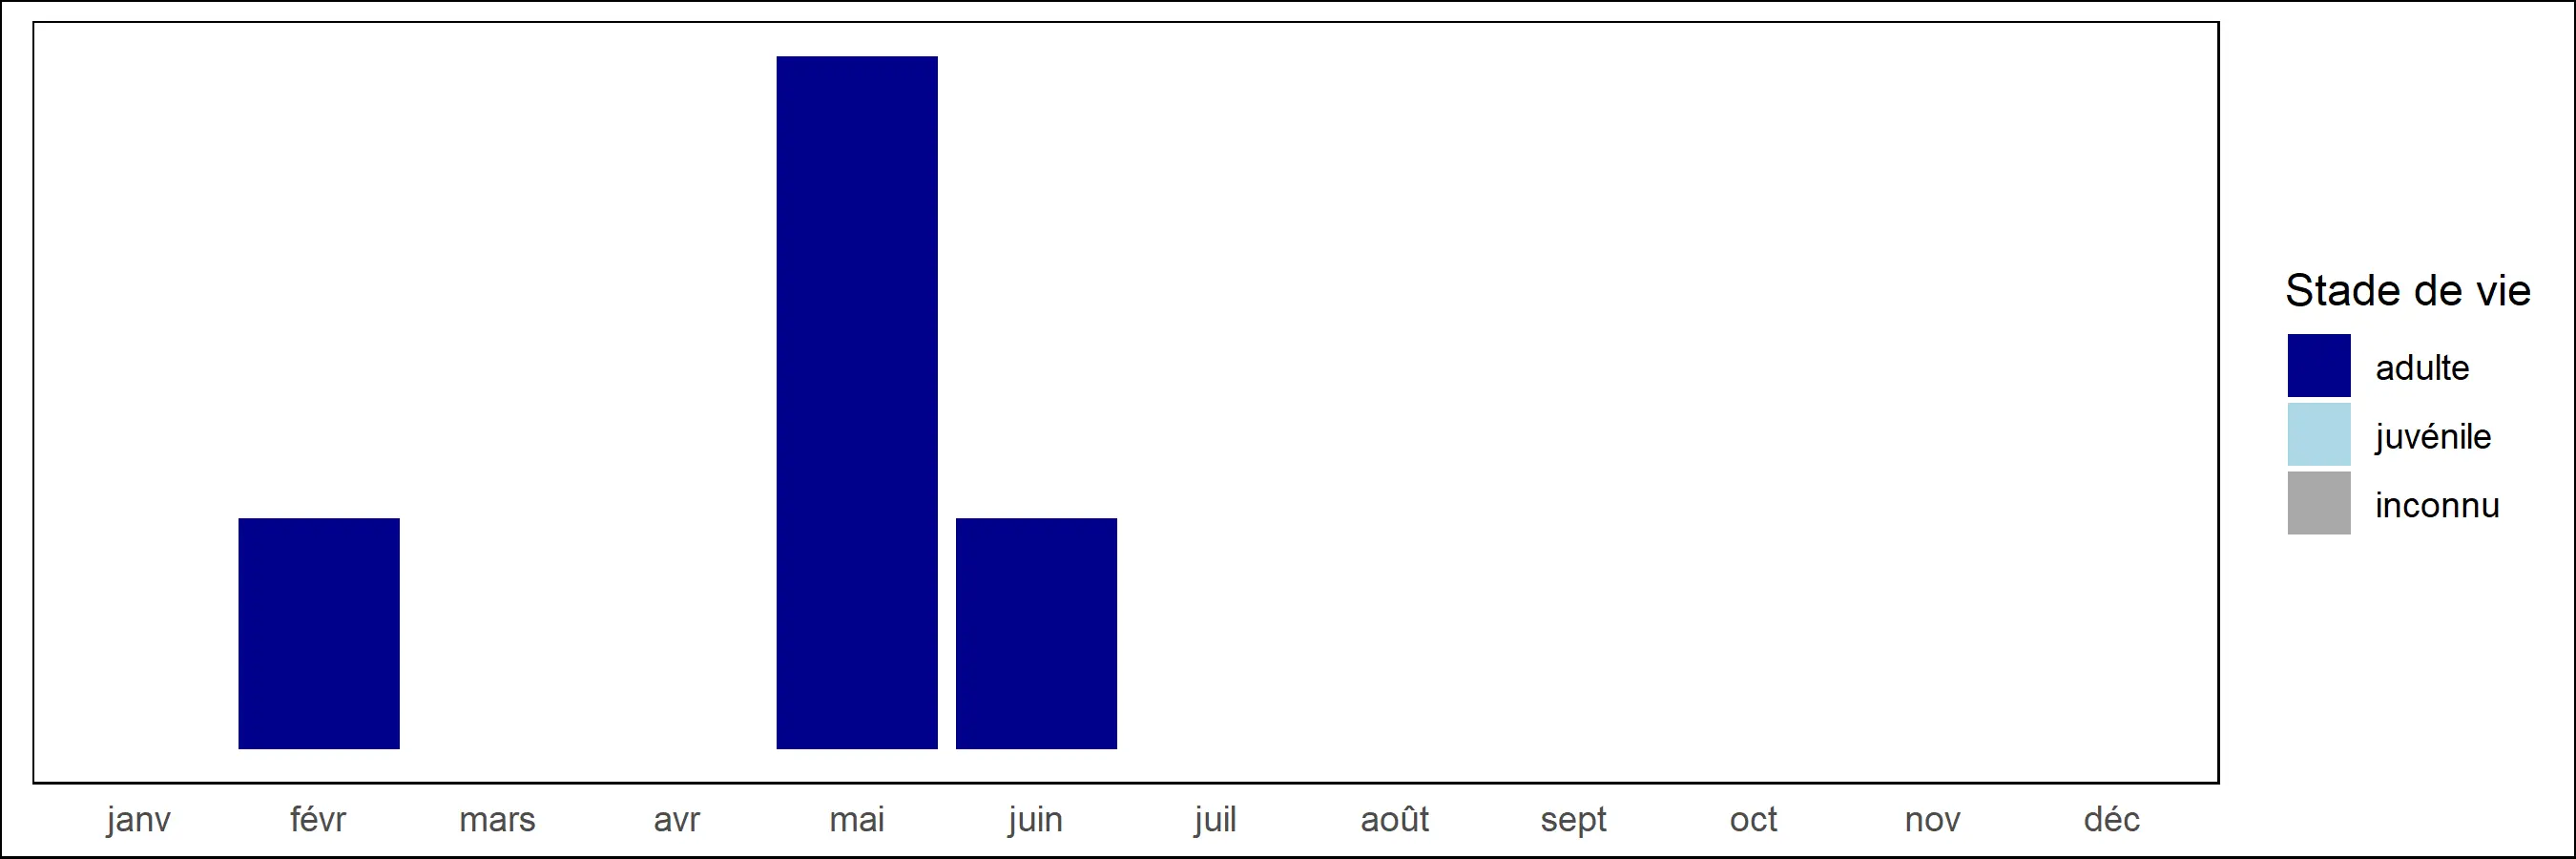 Stade de vie
adulte
juvénile
inconnu
janv févr mars avr mai juin juil août sept oct nov déc